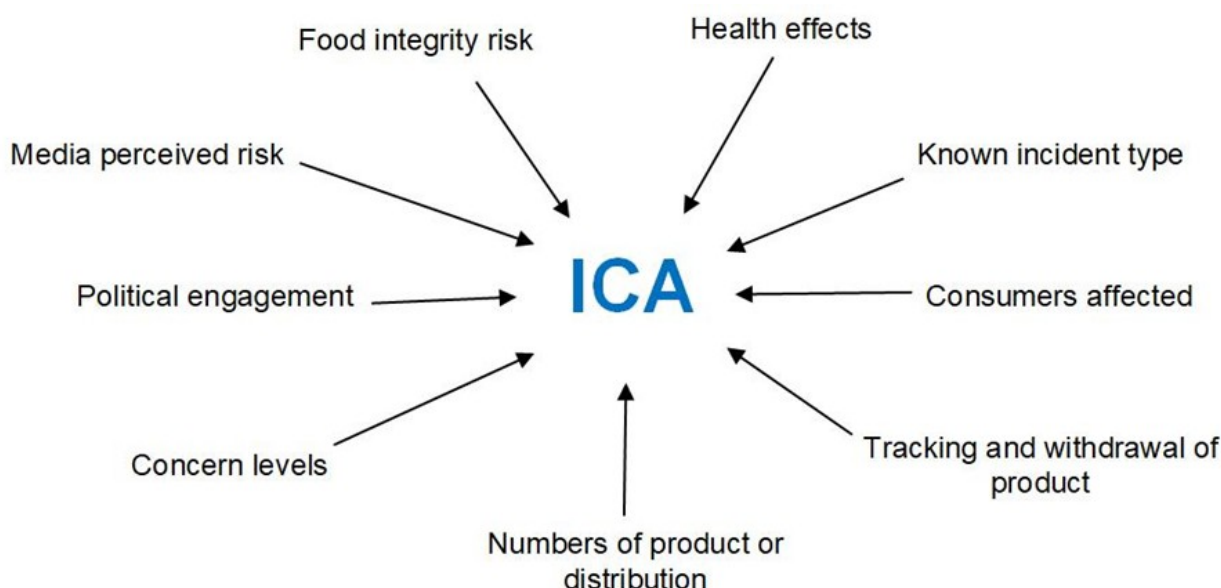 Food integrity risk
Health effects
Media perceived risk
Known incident type
ICA
Political engagement
Consumers affected
Concern levels
Tracking and withdrawal of
product
Numbers of product or
distribution